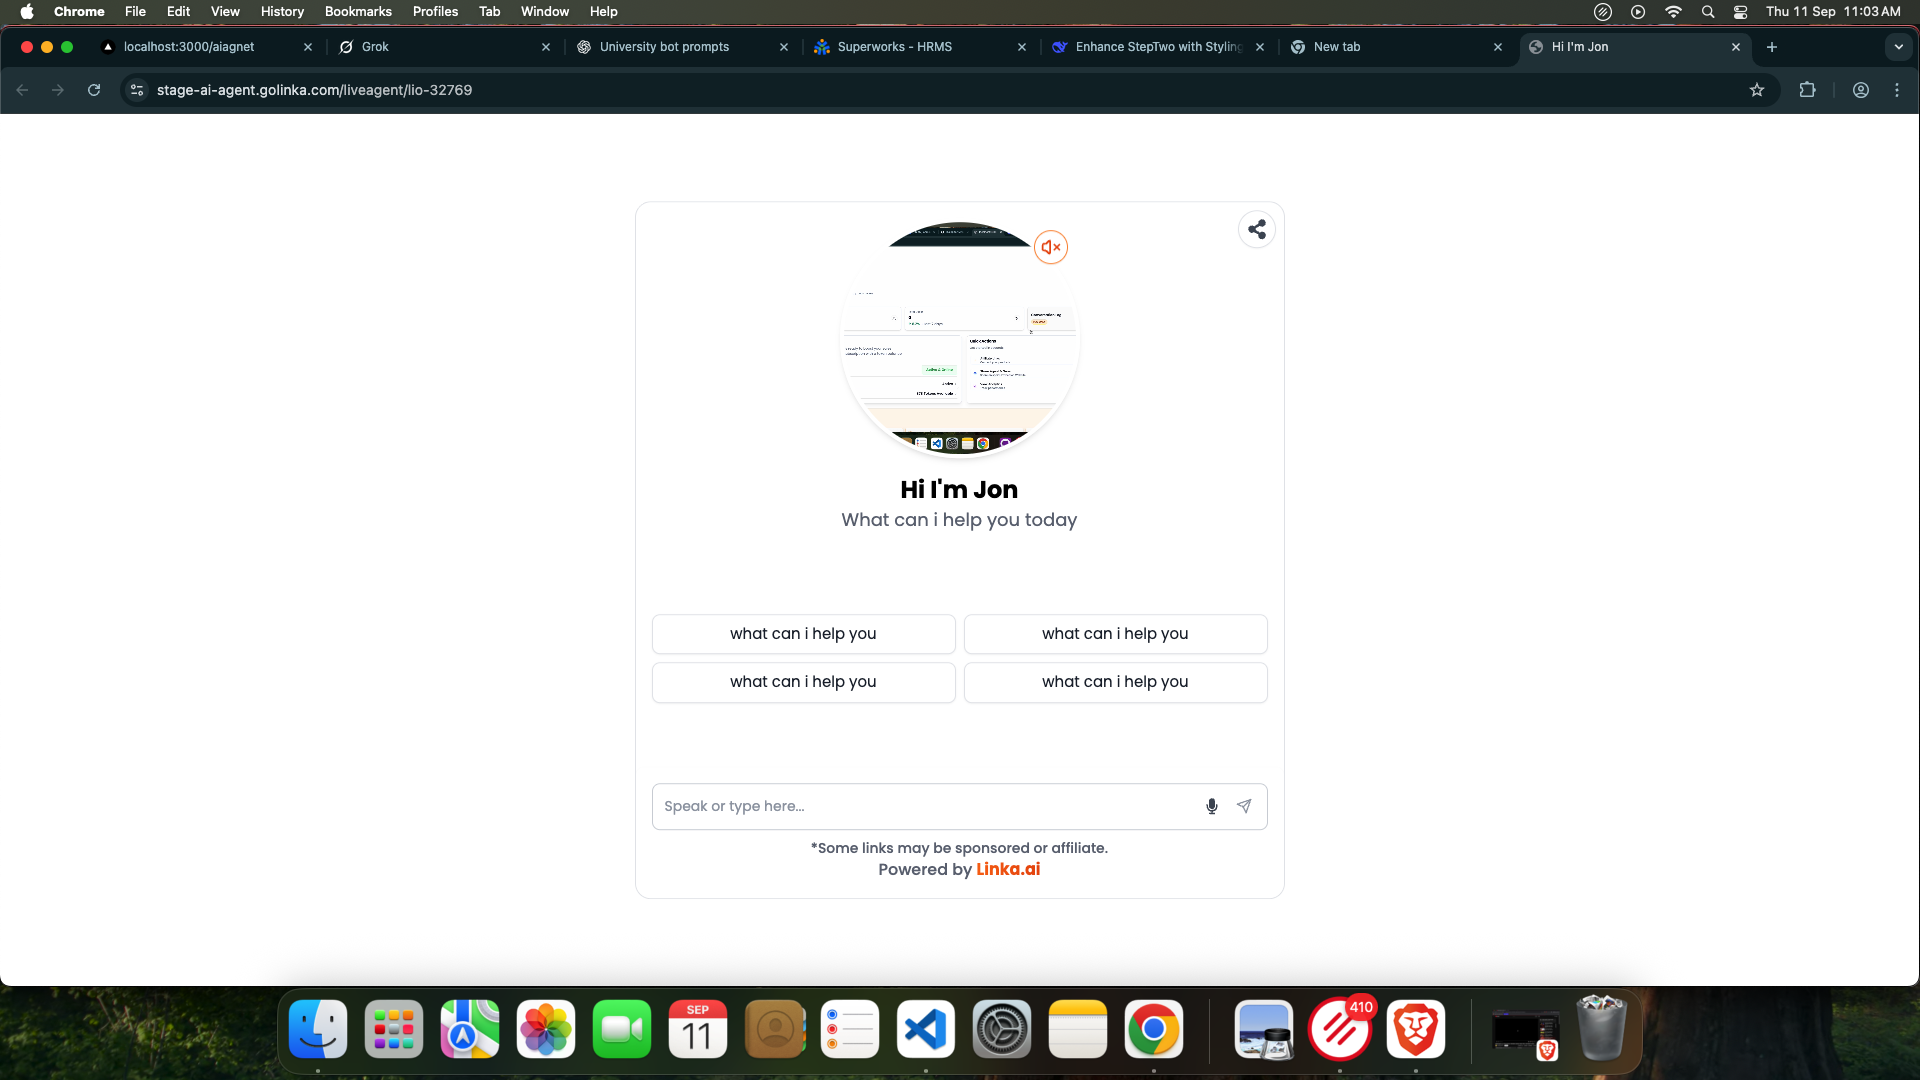 Chrome File Edit View History Bookmarks Profiles Tab Window Help Thu 11 Sep 11:03 AM
localhost:3000/aiagnet Grok University bot prompts Superworks - HRMS Enhance StepTwo with Styling New tab Hi I'm Jon
stage-ai-agent.golinka.com/liveagent/lio-32769
Quick Actions
Active & Online
Hi I'm Jon
What can i help you today
what can i help you what can i help you
what can i help you what can i help you
Speak or type here...
*Some links may be sponsored or affiliate.
Powered by Linka.ai
SEP
11
410